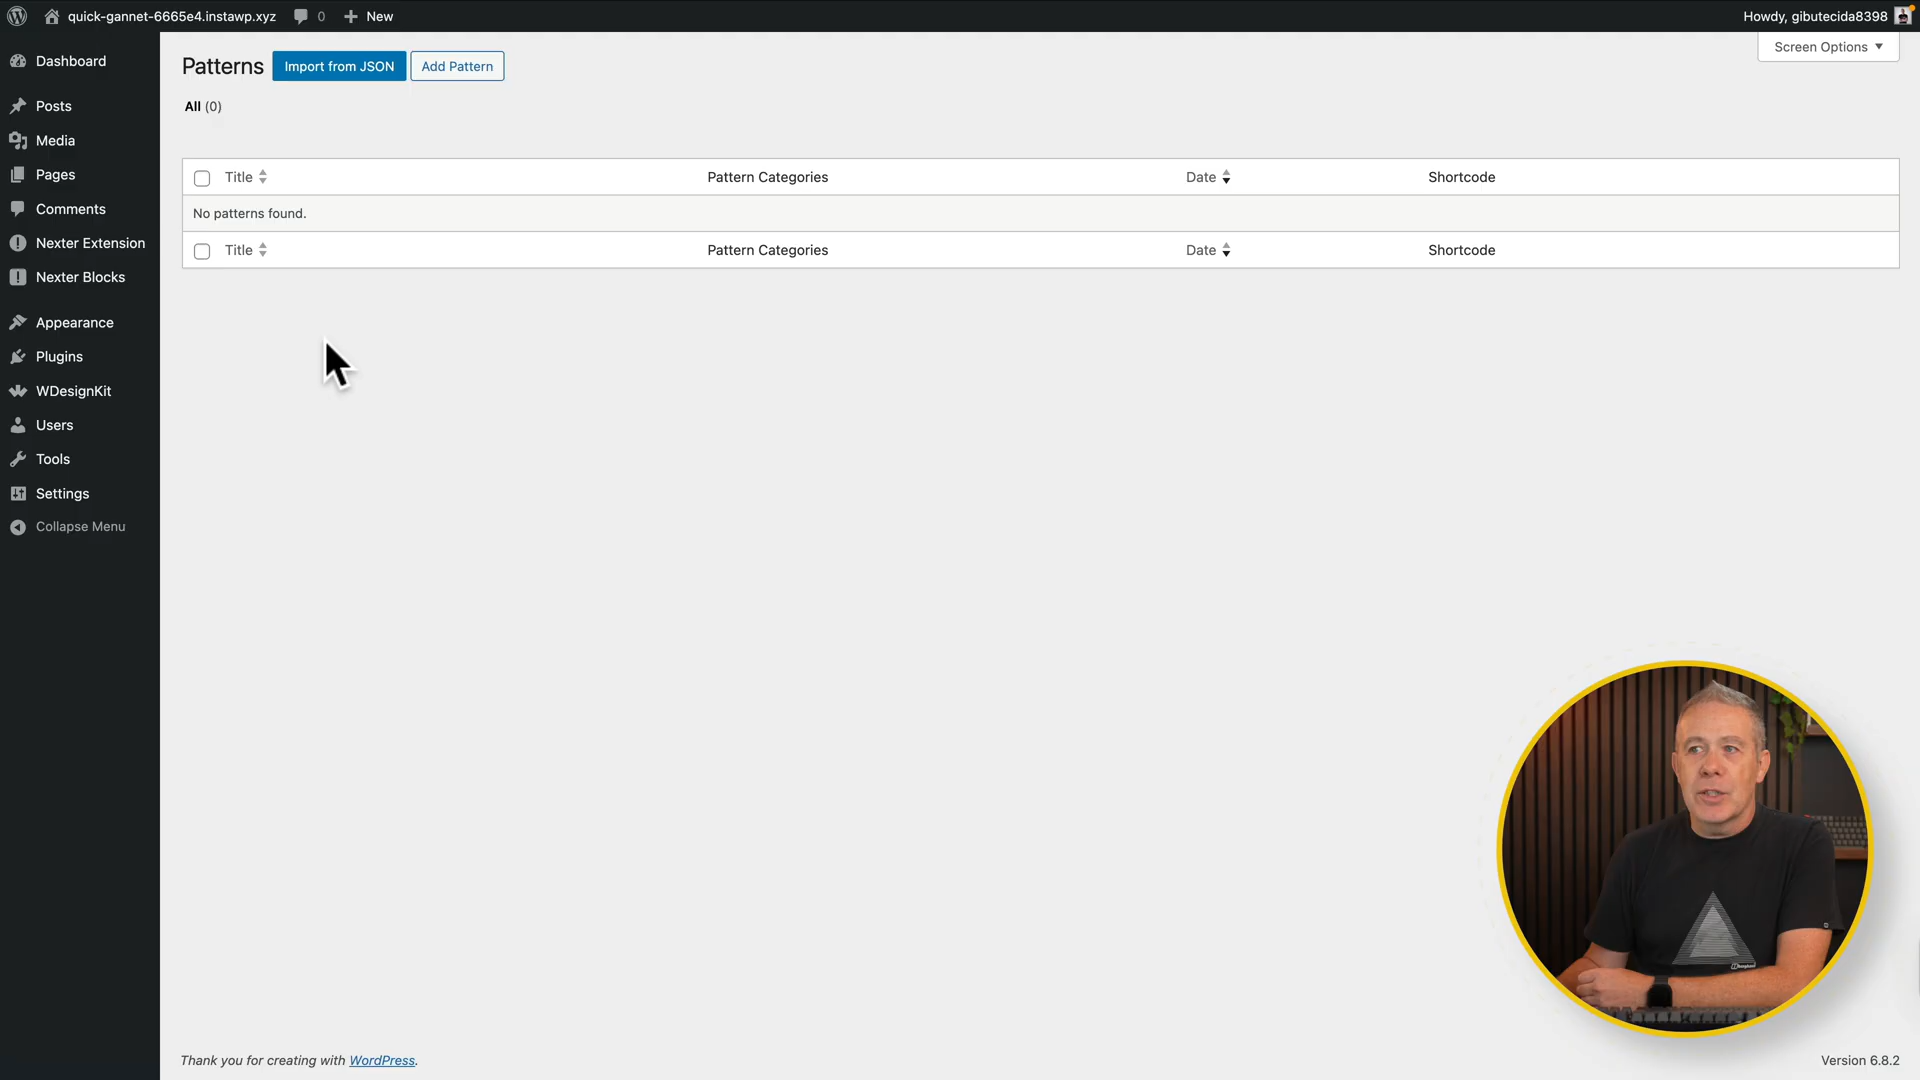 quick-gannet-6665e4.instawp.xyz 0 New Howdy, gibutecida8398
Screen Options
Dashboard
Posts
Media
Pages
Comments
Nexter Extension
Nexter Blocks
Appearance
Plugins
WDesignKit
Users
Tools
Settings
Collapse Menu
Patterns Import from JSON Add Pattern
All (0)
Title Pattern Categories Date Shortcode
No patterns found.
Title Pattern Categories Date Shortcode
Thank you for creating with WordPress. Version 6.8.2